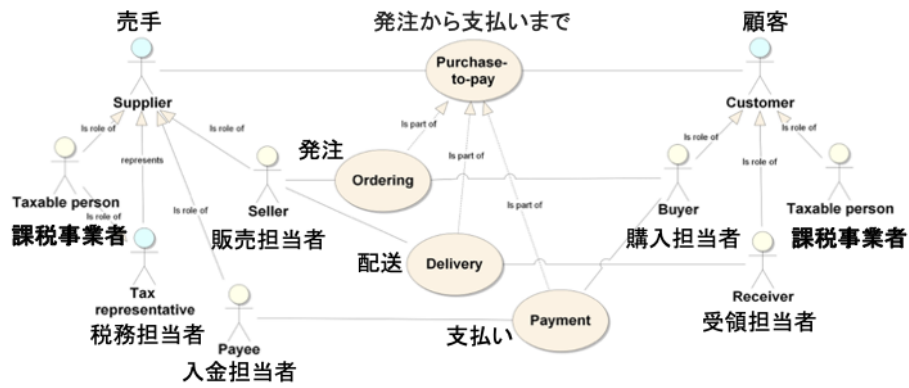 売手
発注から支払いまで
顧客
Purchase-
to-pay
Supplier
Customer
Is role of
Is role of
Is part of
Is role of
Is role of
represents
発注
Is part of
Is role of
Ordering
Taxable person
課税事業者
Is role of
Is role of
Seller
販売担当者
Is part of
Buyer
購入担当者
Taxable person
課税事業者
配送
Delivery
Tax
representative
税務担当者
Receiver
受領担当者
支払い
Payment
Payee
入金担当者